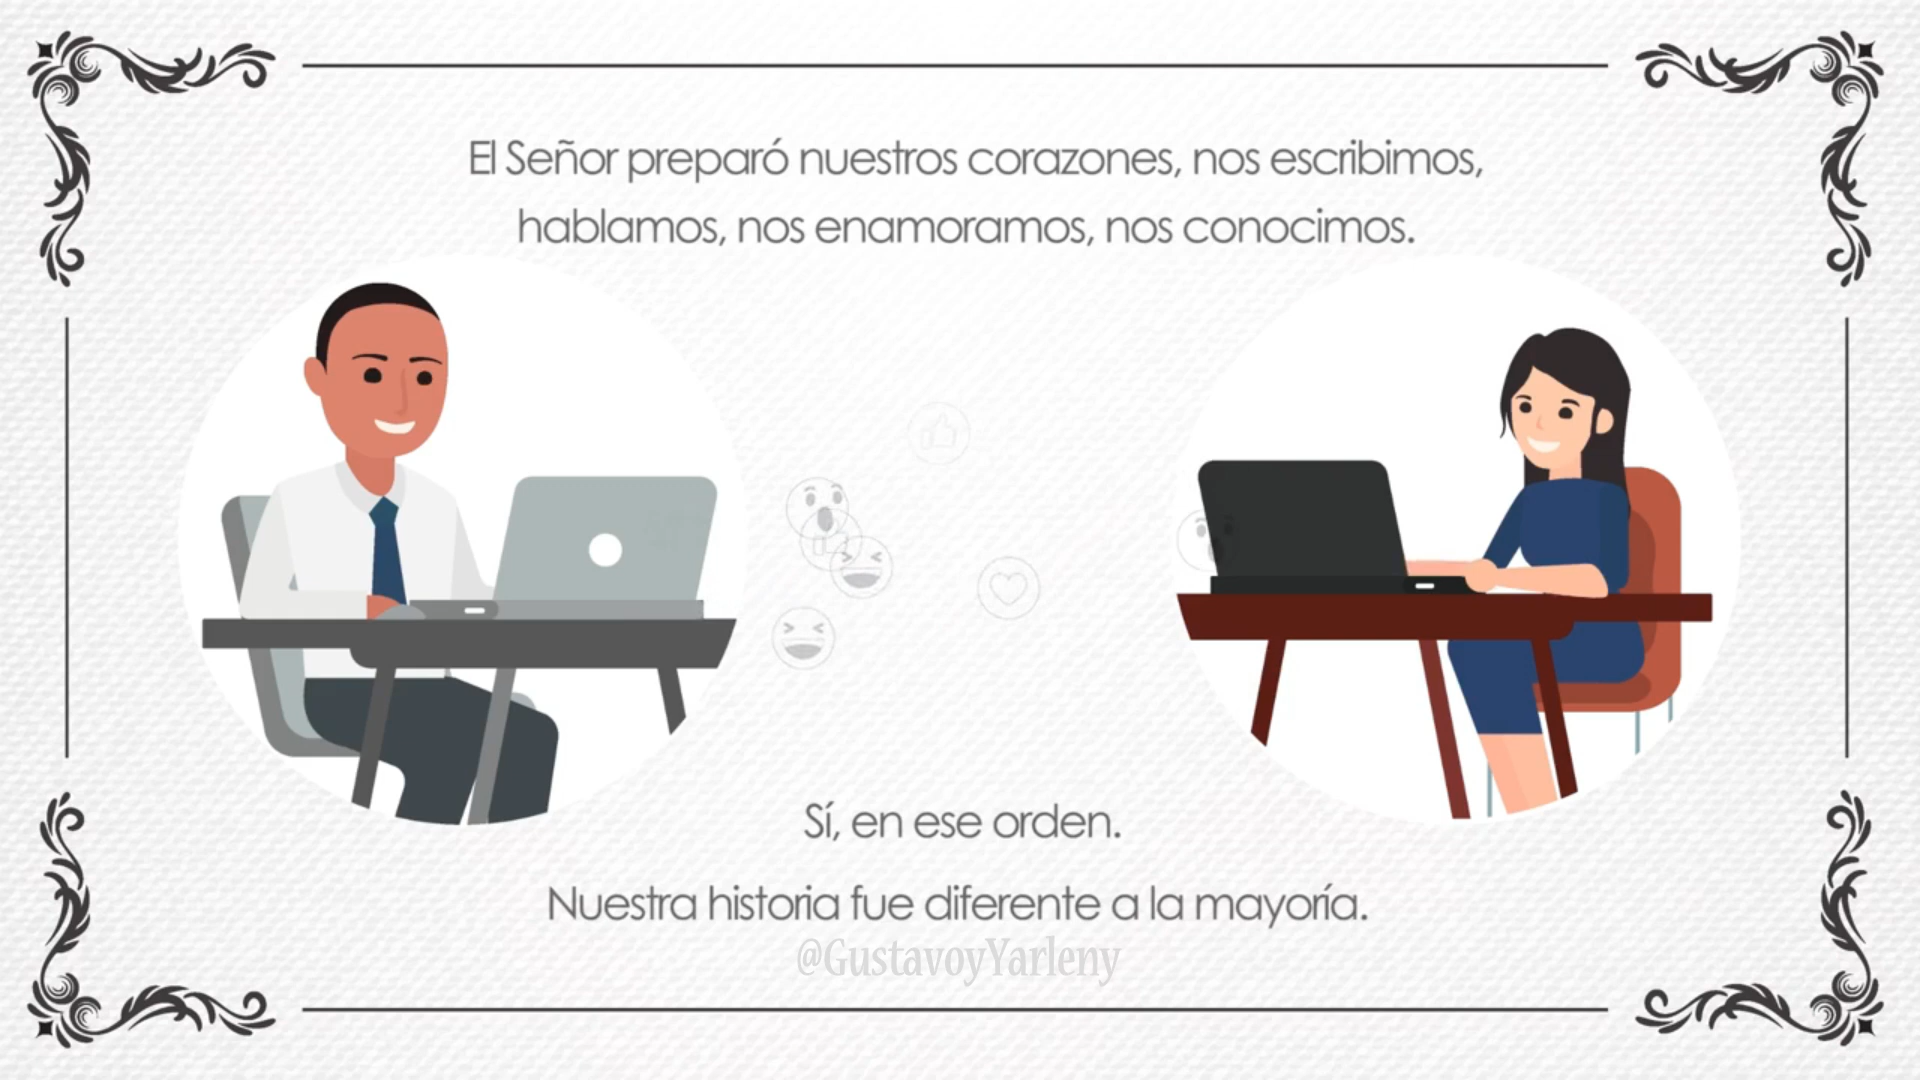 El Señor preparó nuestros corazones, nos escribimos,
hablamos, nos enamoramos, nos conocimos.
Sí, en ese orden.
Nuestra historia fue diferente a la mayoría.
@GustavoyYarleny